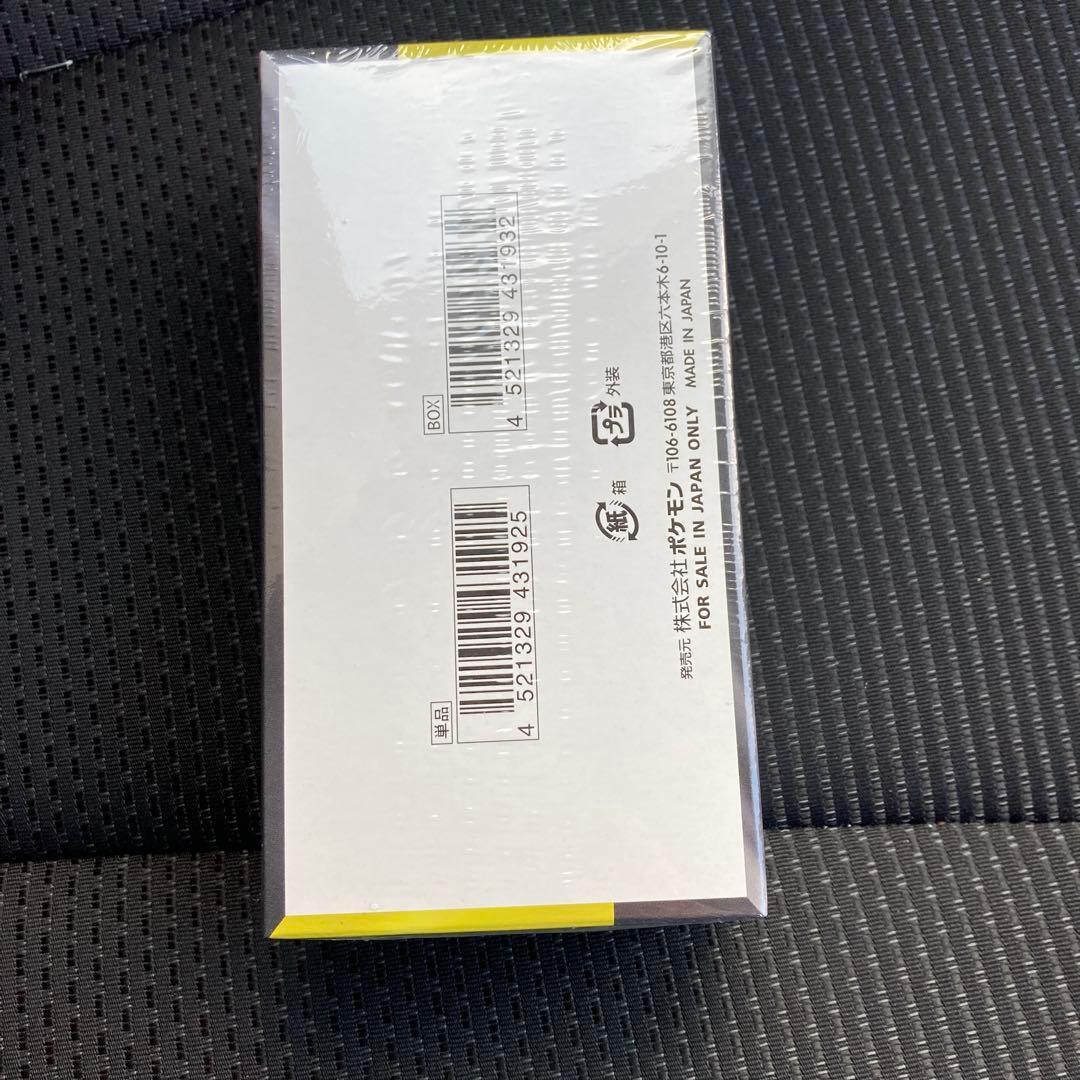 単品
4 521329 431925
BOX
4 521329 431932
紙 箱
プラ 外装
発売元 株式会社ポケモン 〒106-6108 東京都港区六本木6-10-1
FOR SALE IN JAPAN ONLY MADE IN JAPAN